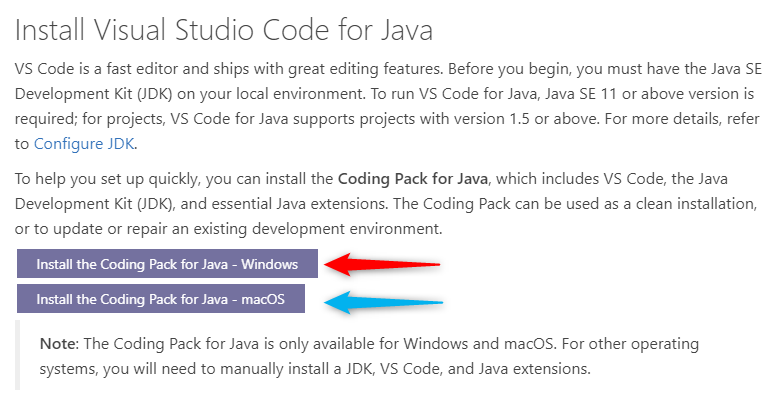 Install Visual Studio Code for Java
VS Code is a fast editor and ships with great editing features. Before you begin, you must have the Java SE
Development Kit (JDK) on your local environment. To run VS Code for Java, Java SE 11 or above version is
required; for projects, VS Code for Java supports projects with version 1.5 or above. For more details, refer
to Configure JDK.
To help you set up quickly, you can install the Coding Pack for Java, which includes VS Code, the Java
Development Kit (JDK), and essential Java extensions. The Coding Pack can be used as a clean installation,
or to update or repair an existing development environment.
Install the Coding Pack for Java - Windows
Install the Coding Pack for Java - macOS
Note: The Coding Pack for Java is only available for Windows and macOS. For other operating
systems, you will need to manually install a JDK, VS Code, and Java extensions.